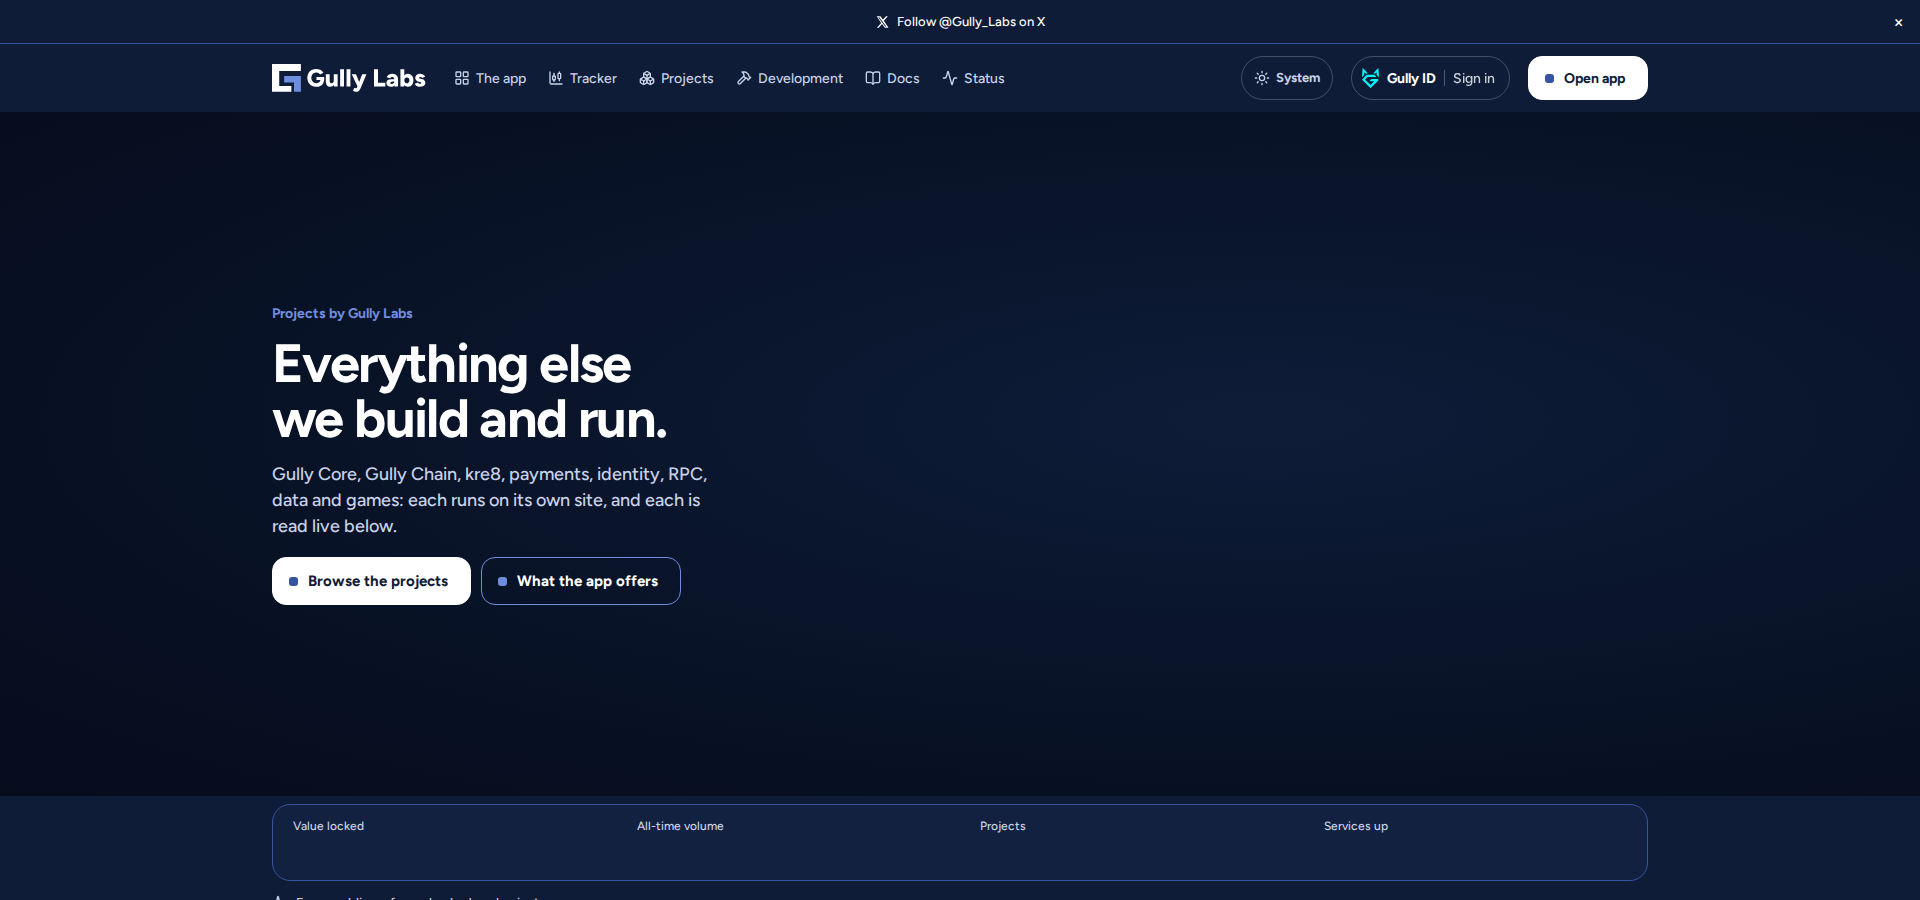 Follow @Gully_Labs on X
×
Gully Labs
The app
Tracker
Projects
Development
Docs
Status
System
Gully ID
Sign in
Open app
Projects by Gully Labs
Everything else
we build and run.
Gully Core, Gully Chain, kre8, payments, identity, RPC,
data and games: each runs on its own site, and each is
read live below.
Browse the projects
What the app offers
Value locked
All-time volume
Projects
Services up